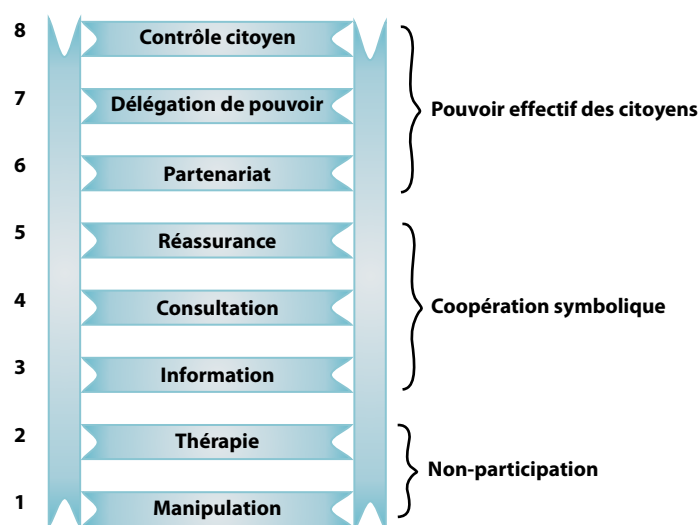 8 Contrôle citoyen
7 Délégation de pouvoir Pouvoir effectif des citoyens
6 Partenariat
5 Réassurance
4 Consultation Coopération symbolique
3 Information
2 Thérapie
Non-participation
1 Manipulation